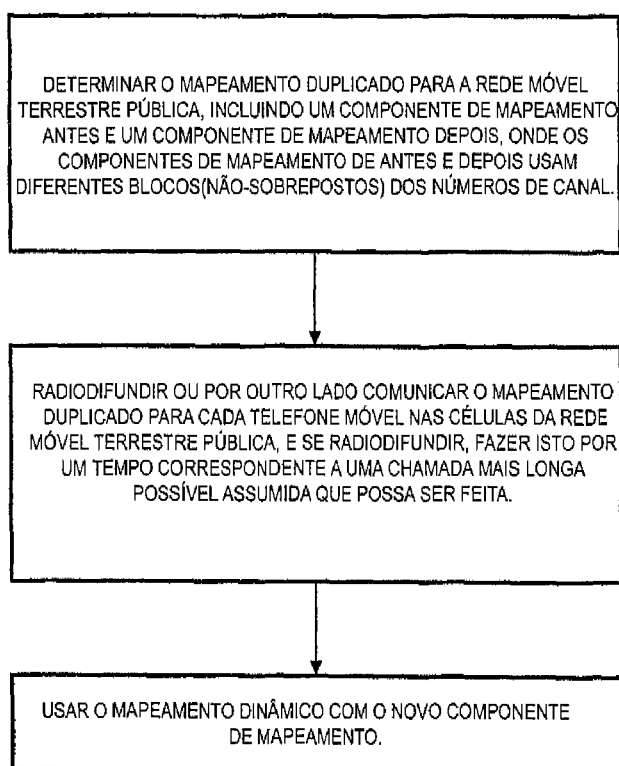 DETERMINAR O MAPEAMENTO DUPLICADO PARA A REDE MÓVEL
TERRESTRE PÚBLICA, INCLUINDO UM COMPONENTE DE MAPEAMENTO
ANTES E UM COMPONENTE DE MAPEAMENTO DEPOIS, ONDE OS
COMPONENTES DE MAPEAMENTO DE ANTES E DEPOIS USAM
DIFERENTES BLOCOS(NÃO-SOBREPOSTOS) DOS NÚMEROS DE CANAL.
RADIODIFUNDIR OU POR OUTRO LADO COMUNICAR O MAPEAMENTO
DUPLICADO PARA CADA TELEFONE MÓVEL NAS CÉLULAS DA REDE
MÓVEL TERRESTRE PÚBLICA, E SE RADIODIFUNDIR, FAZER ISTO POR
UM TEMPO CORRESPONDENTE A UMA CHAMADA MAIS LONGA
POSSÍVEL ASSUMIDA QUE POSSA SER FEITA.
USAR O MAPEAMENTO DINÂMICO COM O NOVO COMPONENTE
DE MAPEAMENTO.